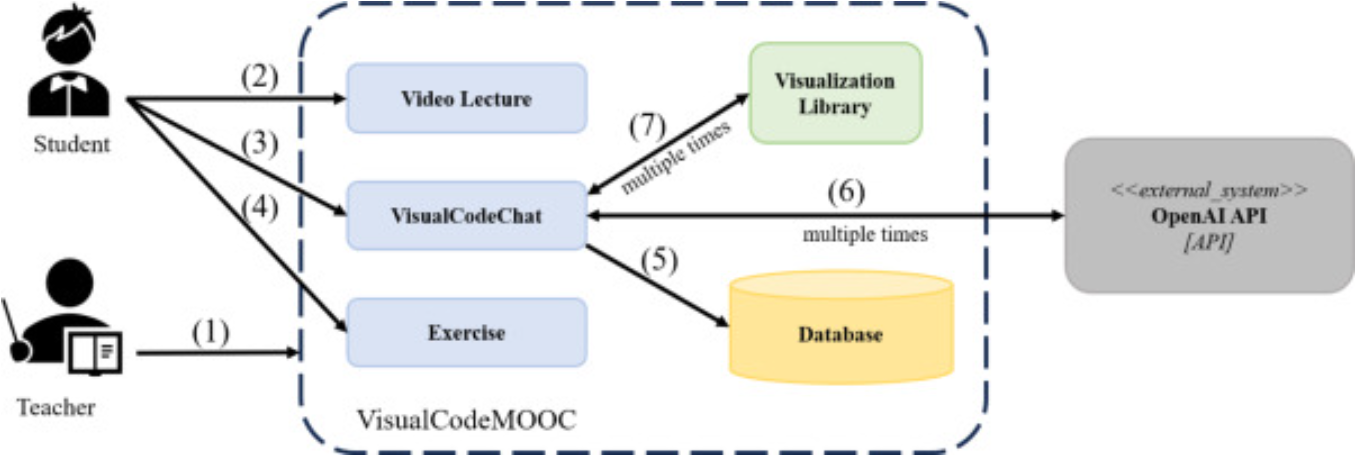 Student
Teacher
(1)
(2)
(3)
(4)
Video Lecture
VisualCodeChat
Exercise
VisualCodeMOOC
(7)
multiple times
Visualization
Library
(6)
multiple times
(5)
Database
<<external_system>>
OpenAI API
[API]